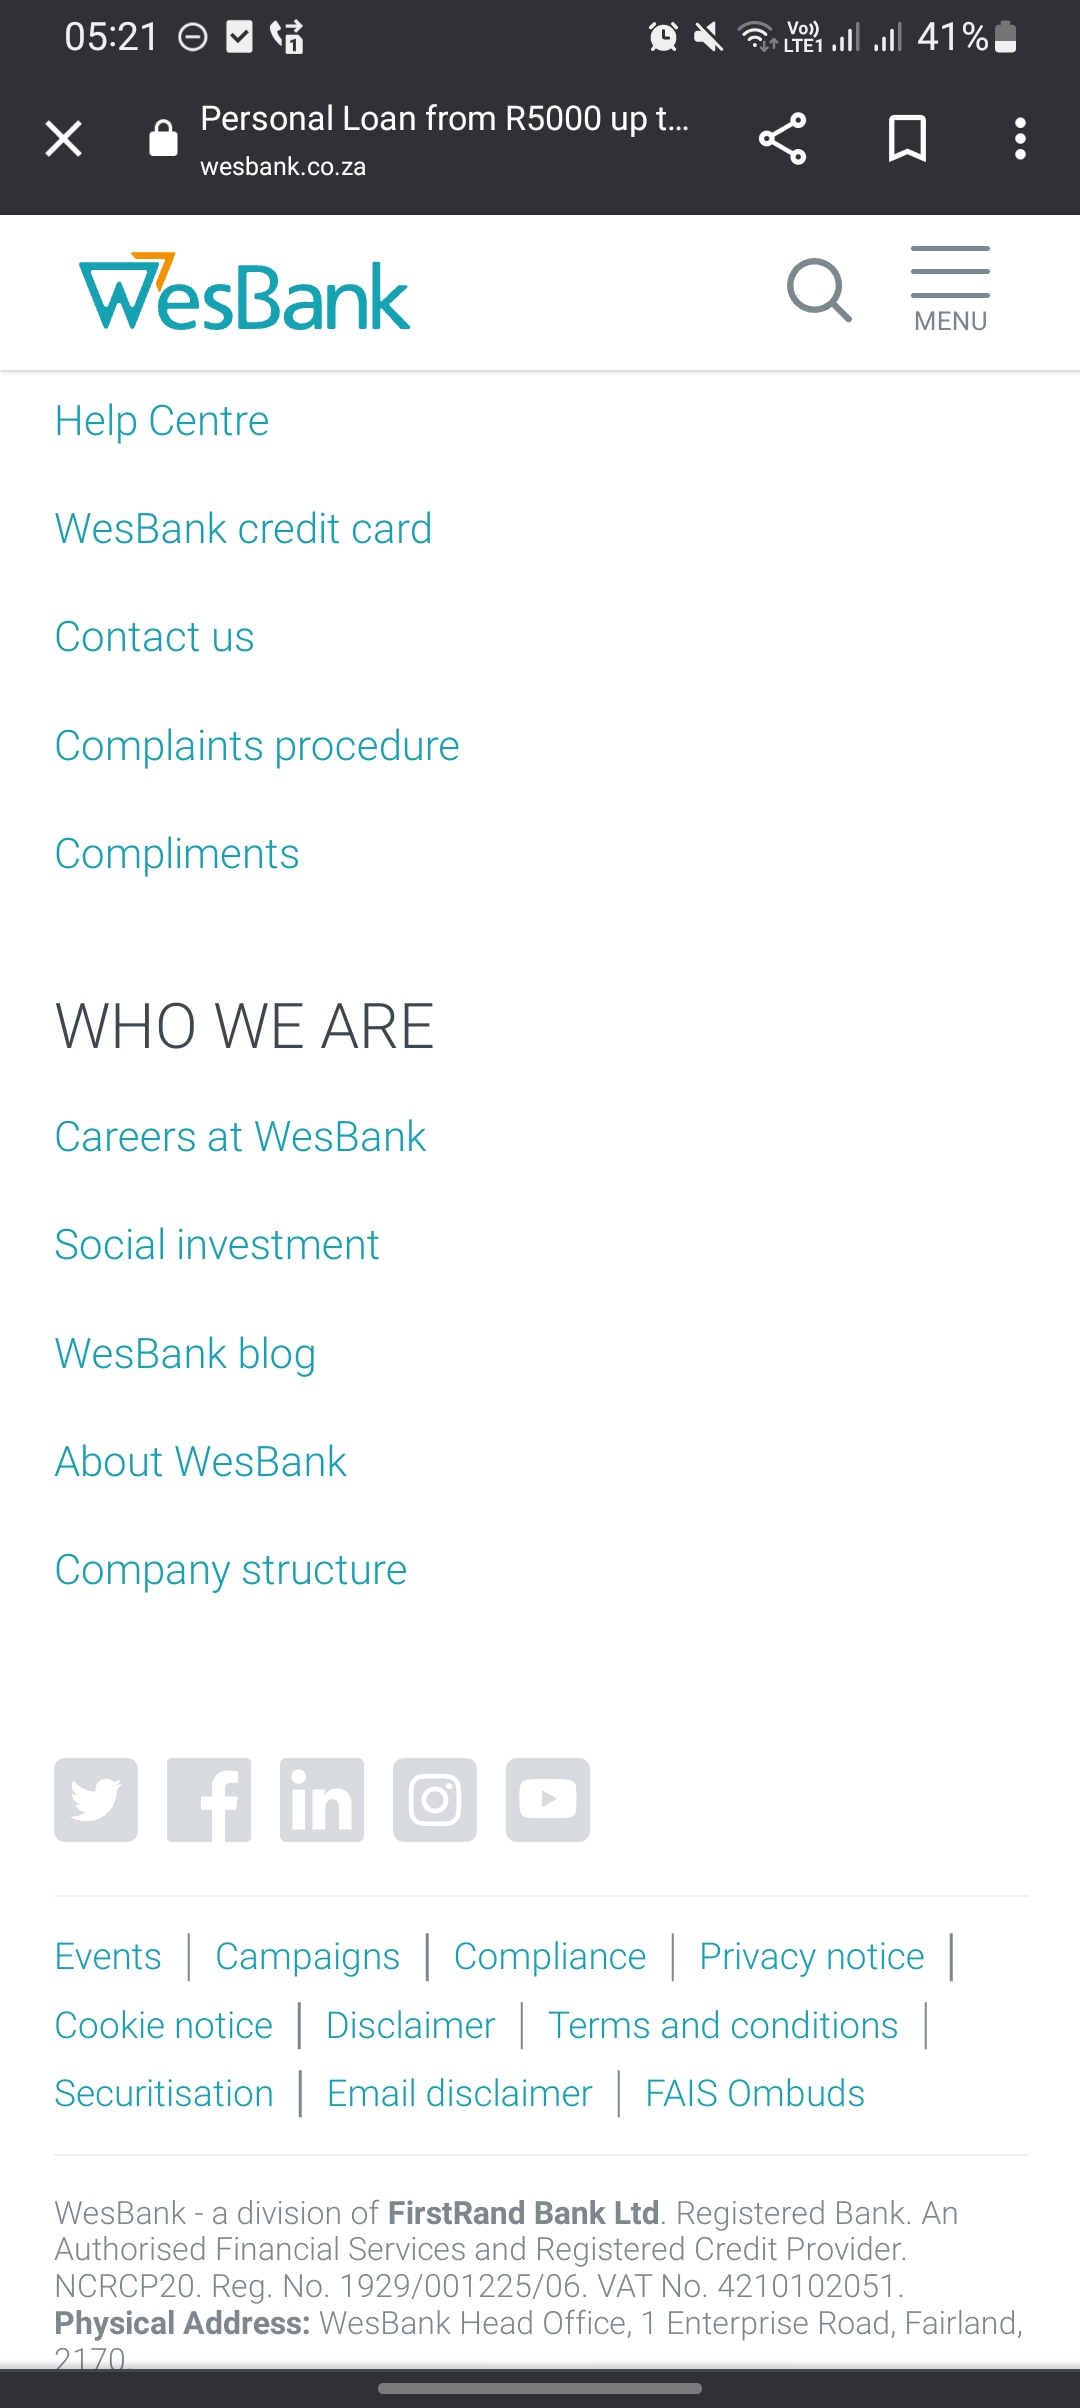 05:21
1
Vo))
LTE1
41%
Personal Loan from R5000 up t...
wesbank.co.za
WesBank
MENU
Help Centre
WesBank credit card
Contact us
Complaints procedure
Compliments
WHO WE ARE
Careers at WesBank
Social investment
WesBank blog
About WesBank
Company structure
Events | Campaigns | Compliance | Privacy notice |
Cookie notice | Disclaimer | Terms and conditions |
Securitisation | Email disclaimer | FAIS Ombuds
WesBank - a division of FirstRand Bank Ltd. Registered Bank. An
Authorised Financial Services and Registered Credit Provider.
NCRCP20. Reg. No. 1929/001225/06. VAT No. 4210102051.
Physical Address: WesBank Head Office, 1 Enterprise Road, Fairland,
2170.